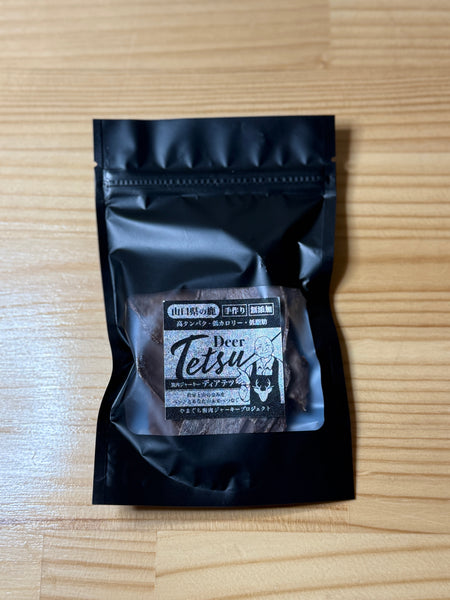 山口県の鹿 手作り 無添加
高タンパク・低カロリー・低脂肪
Deer
Tetsu
鹿肉ジャーキー ディアテツ
やまぐち鹿肉ジャーキープロジェクト